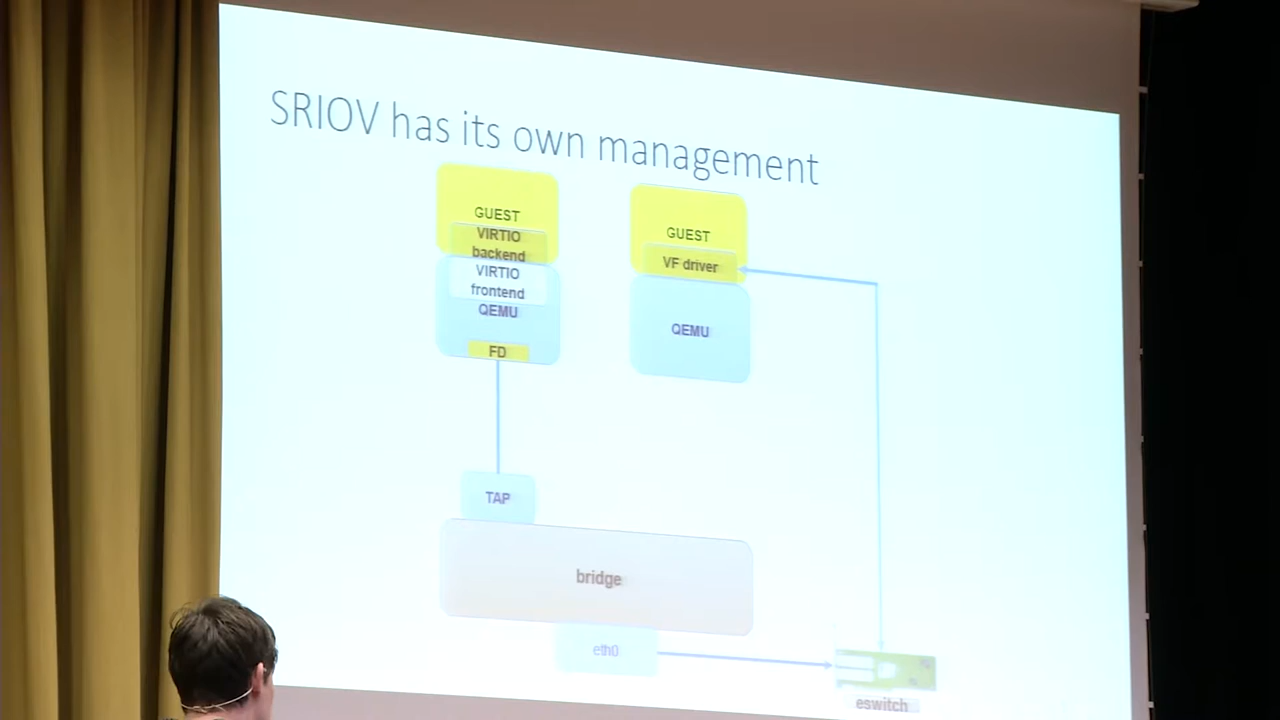 SRIOV has its own management
GUEST
VIRTIO
backend
VIRTIO
frontend
QEMU
FD
TAP
GUEST
VF driver
QEMU
bridge
eth0
eswitch